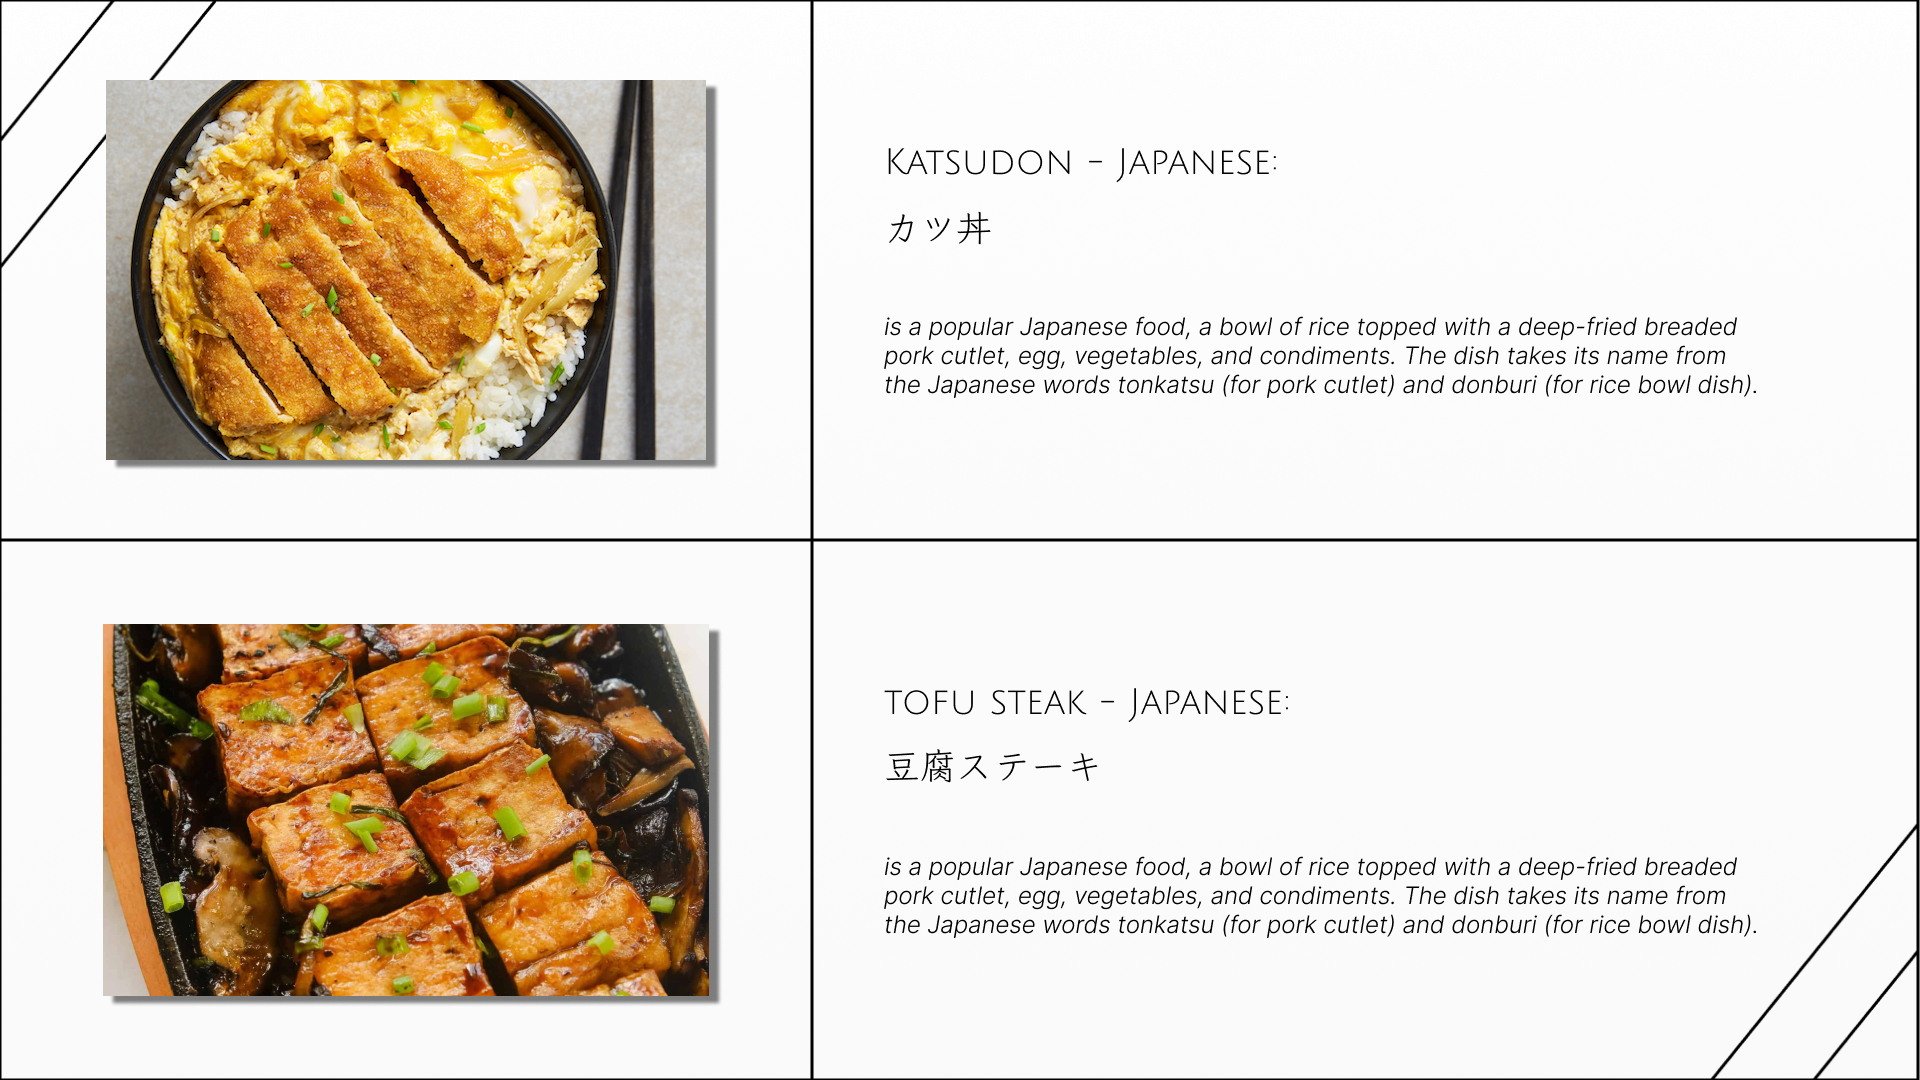 Katsudon - Japanese:
カツ丼
is a popular Japanese food, a bowl of rice topped with a deep-fried breaded
pork cutlet, egg, vegetables, and condiments. The dish takes its name from
the Japanese words tonkatsu (for pork cutlet) and donburi (for rice bowl dish).
tofu steak - Japanese:
豆腐ステーキ
is a popular Japanese food, a bowl of rice topped with a deep-fried breaded
pork cutlet, egg, vegetables, and condiments. The dish takes its name from
the Japanese words tonkatsu (for pork cutlet) and donburi (for rice bowl dish).